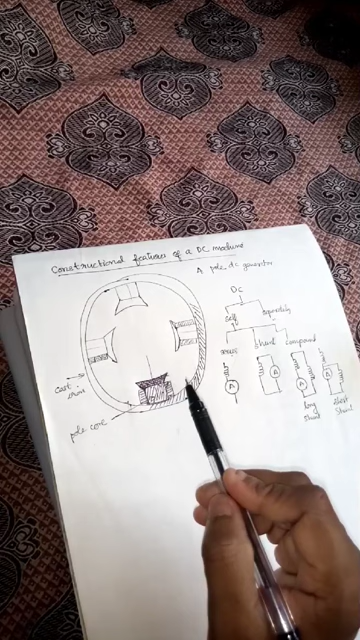 Constructional features of a DC machine
4 pole dc generator
DC
self
seperately
series
shunt
compound
A
A
A
A
long
shunt
short
shunt
Cast
iron
pole core